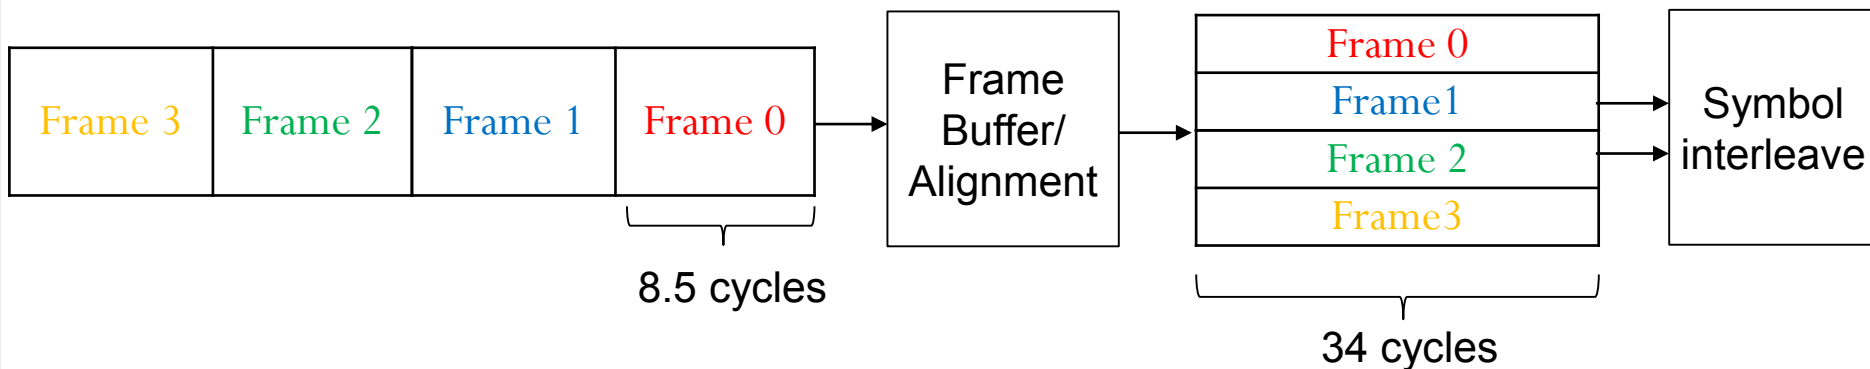 Frame 3
Frame 2
Frame 1
Frame 0
8.5 cycles
Frame
Buffer/
Alignment
Frame 0
Frame1
Frame 2
Frame3
34 cycles
Symbol
interleave